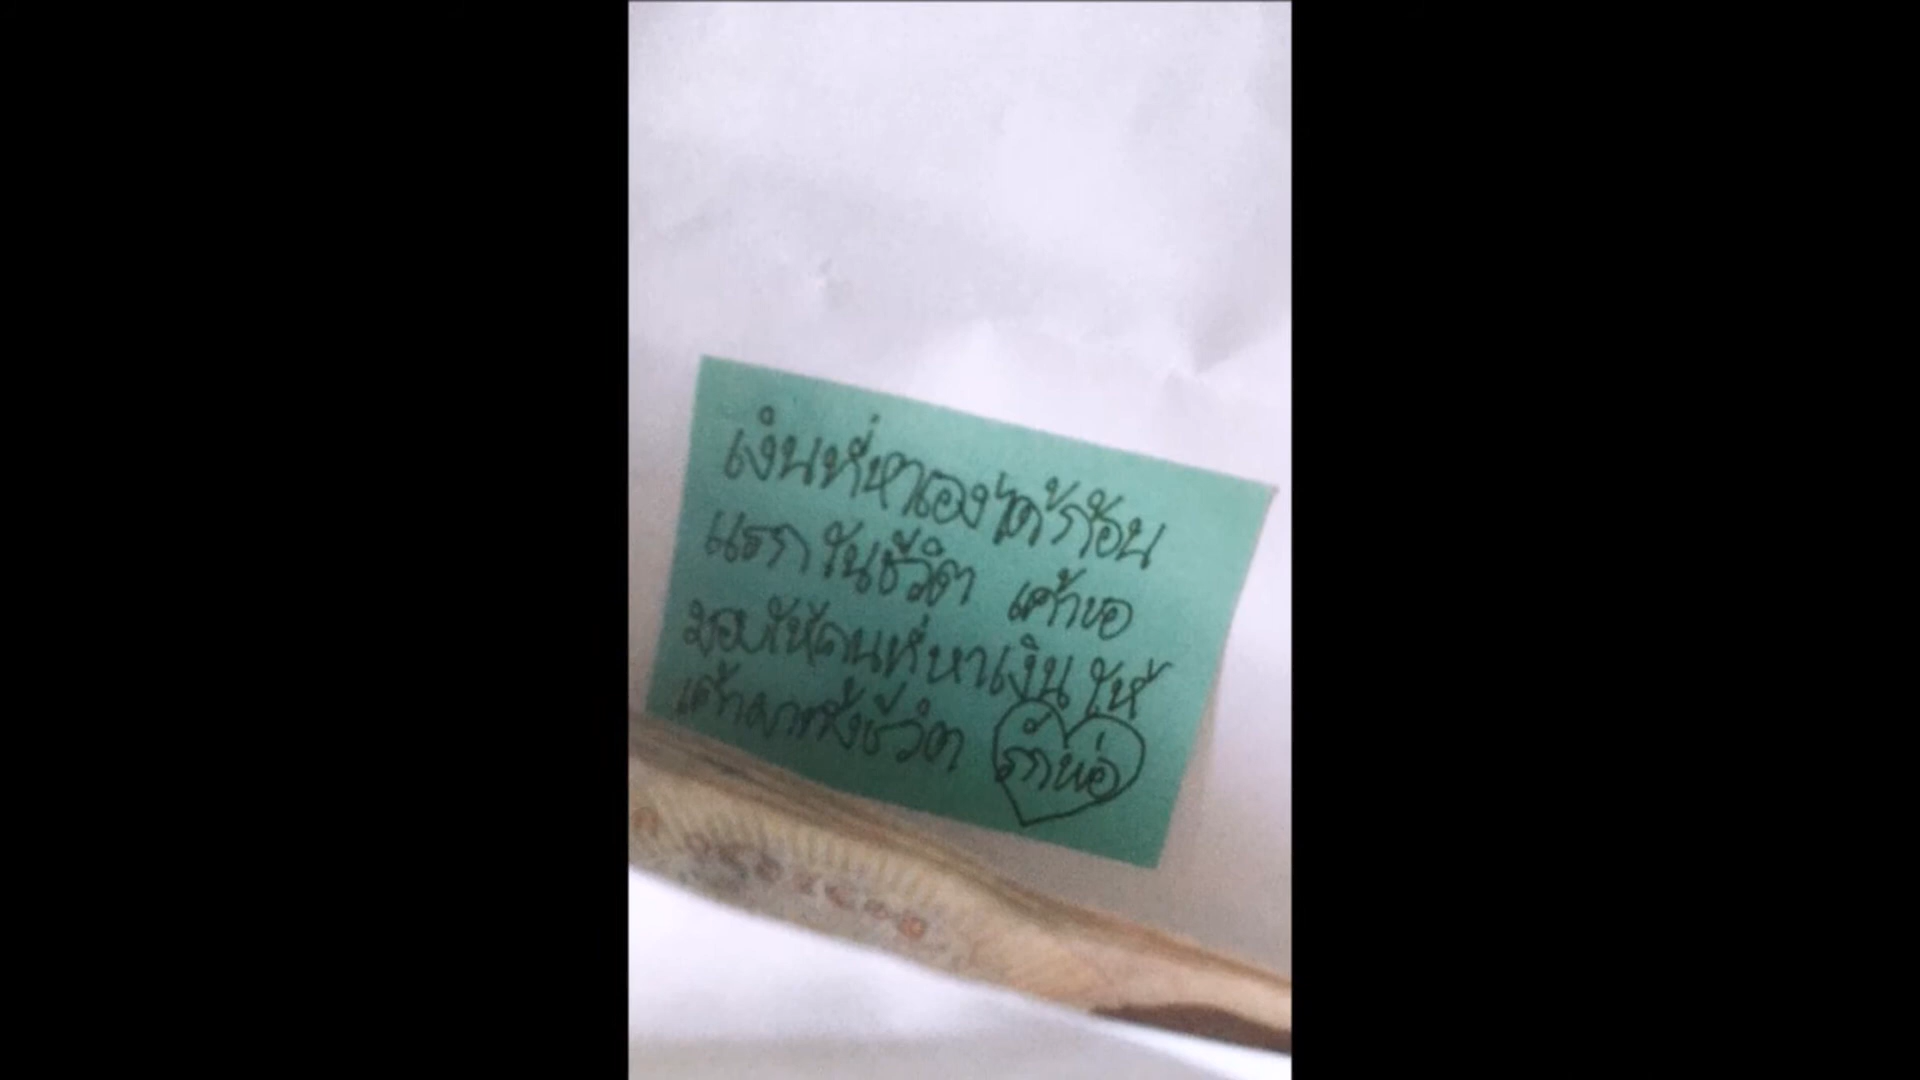 เงินที่หาเองได้ก้อน
แรกในชีวิต เค้าขอ
มอบให้คนที่หาเงินให้
เค้ามาทั้งชีวิต รักพ่อ